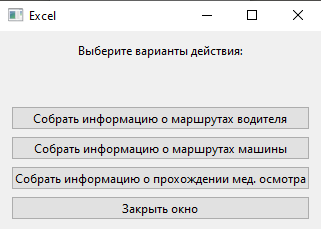 Excel
Выберите варианты действия:
Собрать информацию о маршрутах водителя
Собрать информацию о маршрутах машины
Собрать информацию о прохождении мед. осмотра
Закрыть окно